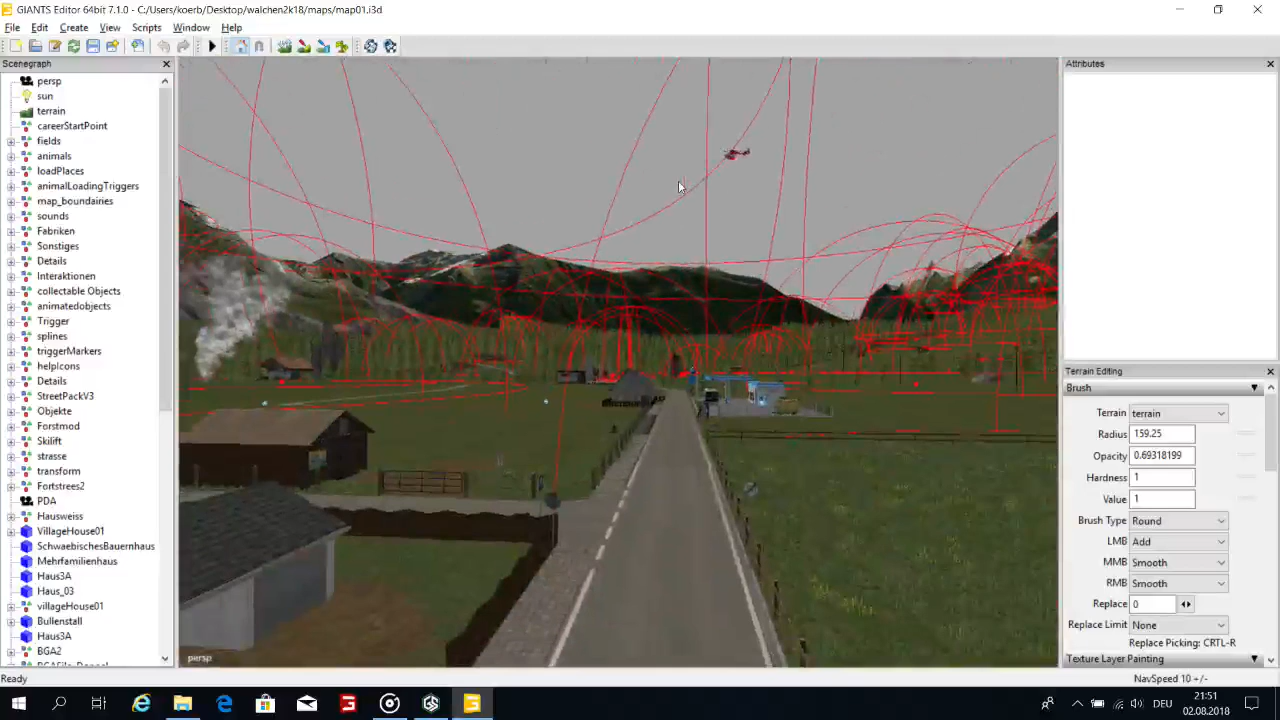 GIANTS Editor 64bit 7.1.0 - C:/Users/koerb/Desktop/walchen2k18/maps/map01.i3d
File Edit Create View Scripts Window Help
Scenegraph
persp
sun
terrain
careerStartPoint
fields
animals
loadPlaces
animalLoadingTriggers
map_boundairies
sounds
Fabriken
Sonstiges
Details
Interaktionen
collectable Objects
animatedobjects
Trigger
splines
triggerMarkers
helpIcons
Details
StreetPackV3
Objekte
Forstmod
Skilift
strasse
transform
Fortstrees2
PDA
Hausweiss
VillageHouse01
SchwaebischesBauernhaus
Mehrfamilienhaus
Haus3A
Haus_03
villageHouse01
Bullenstall
Haus3A
BGA2
persp
Attributes
Terrain Editing
Brush
Terrain terrain
Radius 159.25
Opacity 0.69318199
Hardness 1
Value 1
Brush Type Round
LMB Add
MMB Smooth
RMB Smooth
Replace 0
Replace Limit None
Replace Picking: CRTL-R
Texture Layer Painting
Ready
NavSpeed 10 +/-
DEU
21:51
02.08.2018